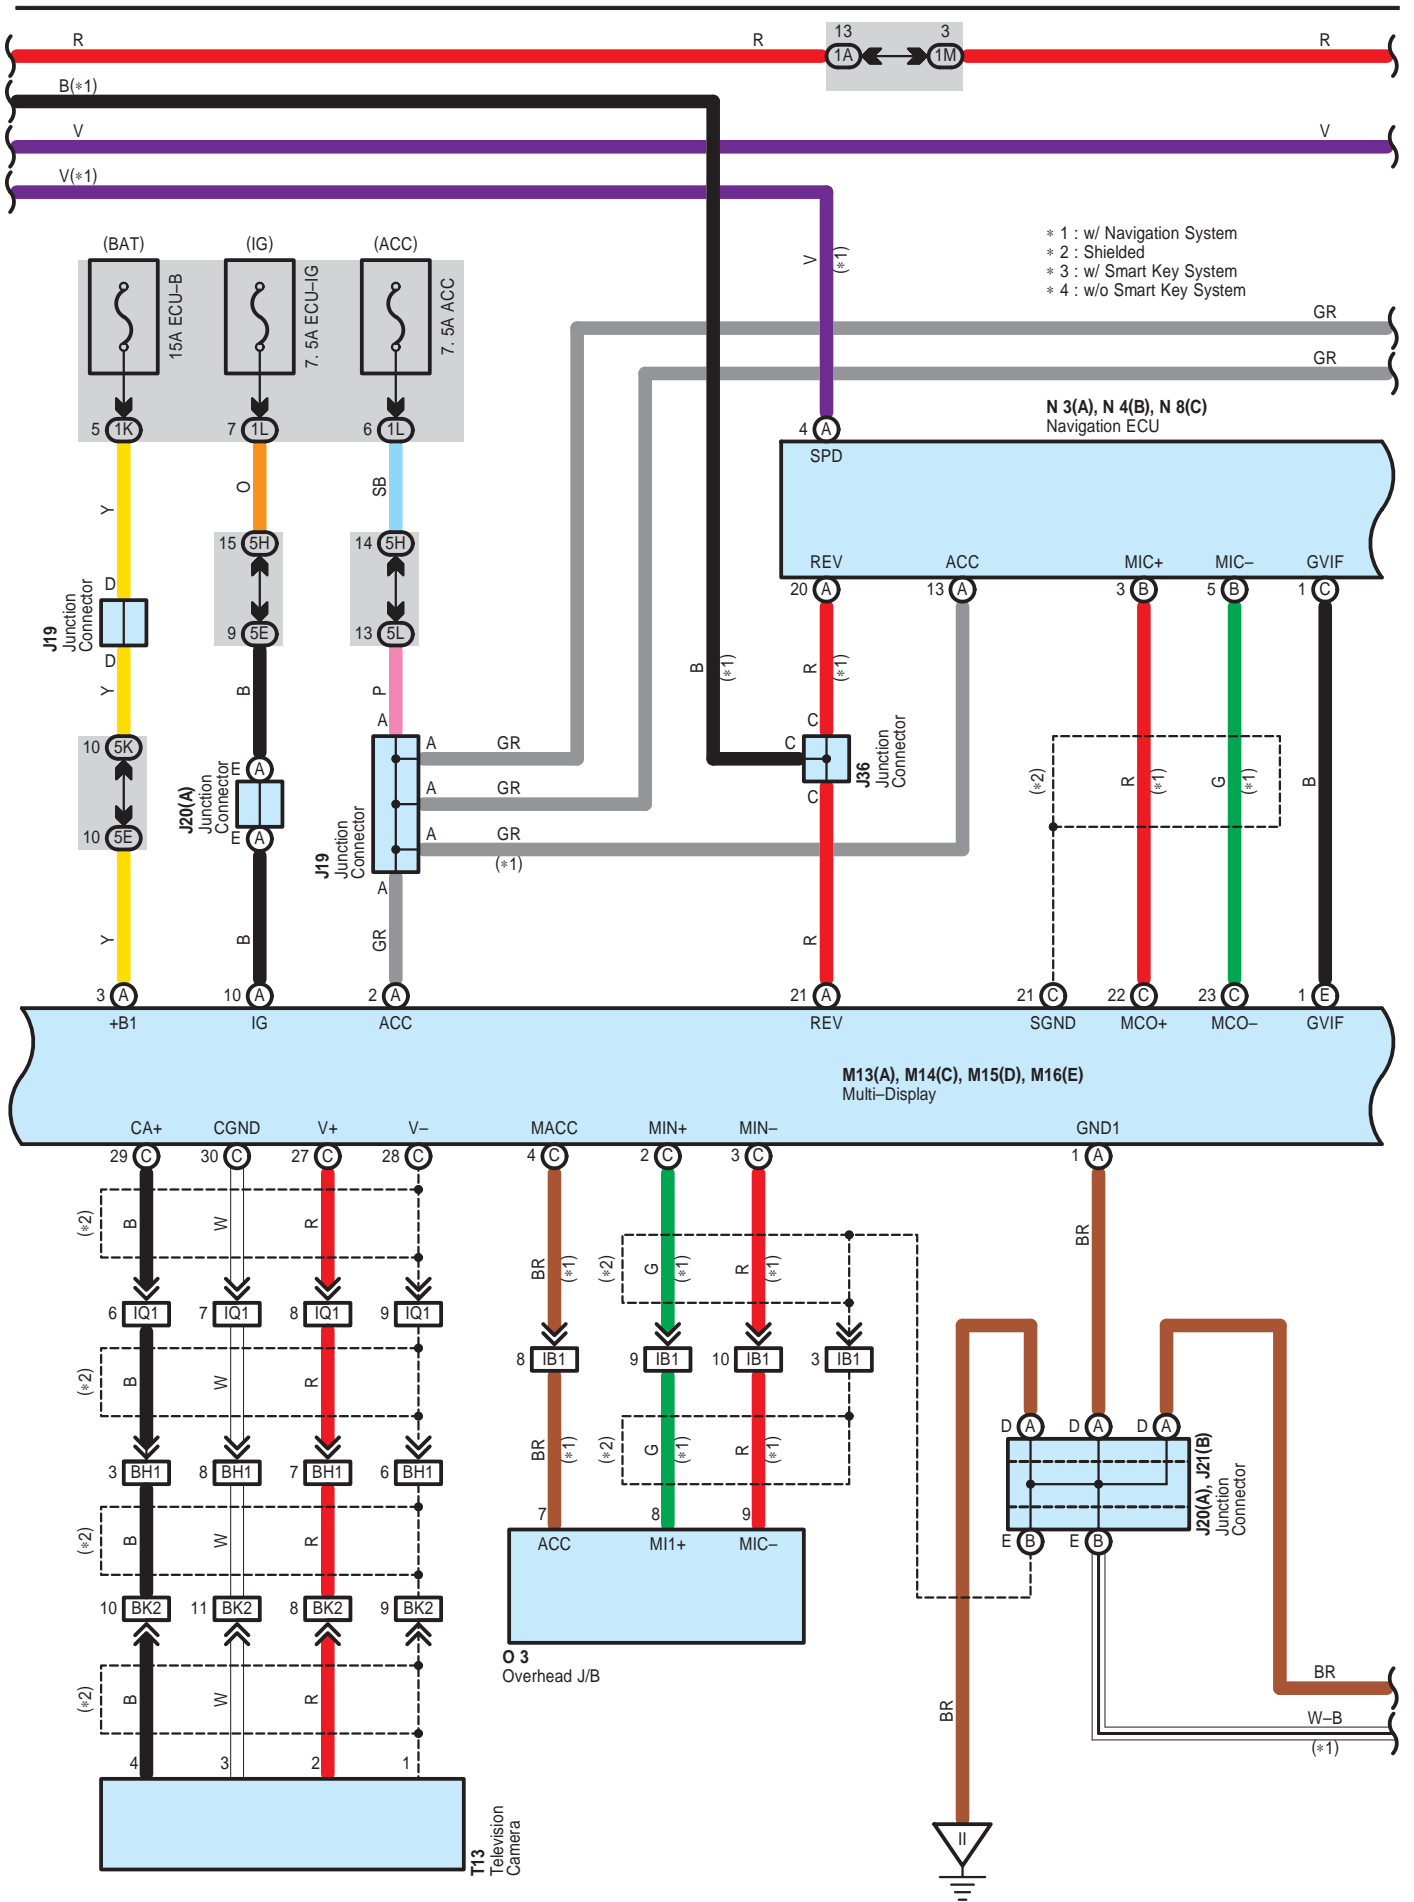 R R 13 3 R
1A 1M
B(∗1)
V V
V(∗1)
∗ 1 : w/ Navigation System
∗ 2 : Shielded
∗ 3 : w/ Smart Key System
∗ 4 : w/o Smart Key System
(BAT) (IG) (ACC)
15A ECU–B
7. 5A ECU–IG
7. 5A ACC
V (∗1)
GR
GR
N 3(A), N 4(B), N 8(C)
Navigation ECU
5 1K 7 1L 6 1L 4 A
SPD
Y O SB
15 5H 14 5H
REV ACC MIC+ MIC– GVIF
20 A 13 A 3 B 5 B 1 C
D
J19
Junction
Connector
9 5E 13 5L
D
Y B P B (∗1) R (∗1)
A C
10 5K A GR C
J36
Junction
Connector
(∗2) R (∗1) G (∗1) B
E A
J20(A)
Junction
Connector
A GR C
10 5E E A A GR
(∗1)
J19
Junction
Connector
A
Y B GR R
3 A 10 A 2 A 21 A 21 C 22 C 23 C 1 E
+B1 IG ACC REV SGND MCO+ MCO– GVIF
M13(A), M14(C), M15(D), M16(E)
Multi–Display
CA+ CGND V+ V– MACC MIN+ MIN– GND1
29 C 30 C 27 C 28 C 4 C 2 C 3 C 1 A
(∗2) B W R
BR
BR (∗1) (∗2) G (∗1) R (∗1)
6 IQ1 7 IQ1 8 IQ1 9 IQ1
8 IB1 9 IB1 10 IB1 3 IB1
(∗2) B W R
D A D A D A
BR (∗1) (∗2) G (∗1) R (∗1)
3 BH1 8 BH1 7 BH1 6 BH1
J20(A), J21(B)
Junction
Connector
7 8 9
(∗2) B W R
ACC MI1+ MIC–
E B E B
10 BK2 11 BK2 8 BK2 9 BK2
O 3
Overhead J/B
(∗2) B W R
BR
BR
W–B
(∗1)
4 3 2 1
T13
Television
Camera
II